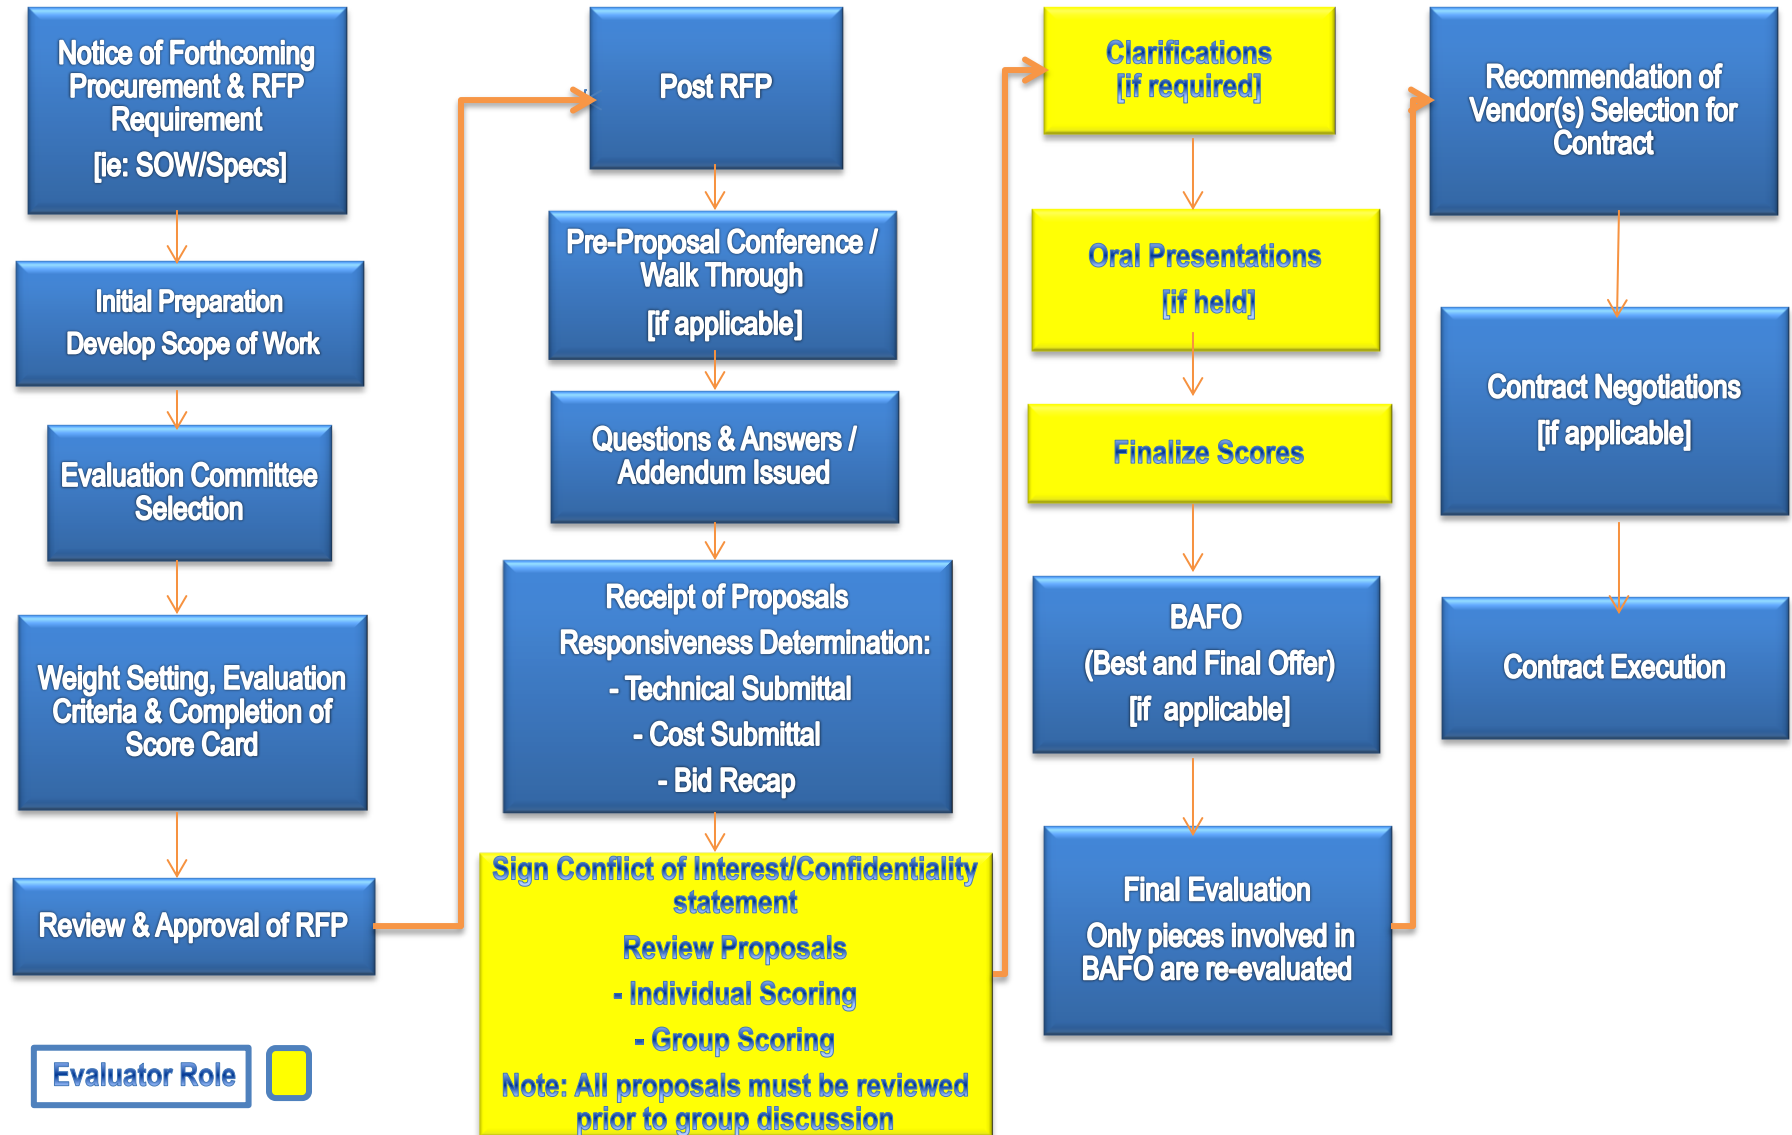 Notice of Forthcoming
Procurement & RFP
Requirement
[ie: SOW/Specs]
Initial Preparation
Develop Scope of Work
Evaluation Committee
Selection
Weight Setting, Evaluation
Criteria & Completion of
Score Card
Review & Approval of RFP
Post RFP
Pre-Proposal Conference /
Walk Through
[if applicable]
Questions & Answers /
Addendum Issued
Receipt of Proposals
Responsiveness Determination:
- Technical Submittal
- Cost Submittal
- Bid Recap
Sign Conflict of Interest/Confidentiality
statement
Review Proposals
- Individual Scoring
- Group Scoring
Note: All proposals must be reviewed
prior to group discussion
Clarifications
[if required]
Oral Presentations
[if held]
Finalize Scores
BAFO
(Best and Final Offer)
[if  applicable]
Final Evaluation
Only pieces involved in
BAFO are re-evaluated
Recommendation of
Vendor(s) Selection for
Contract
Contract Negotiations
[if applicable]
Contract Execution
Evaluator Role